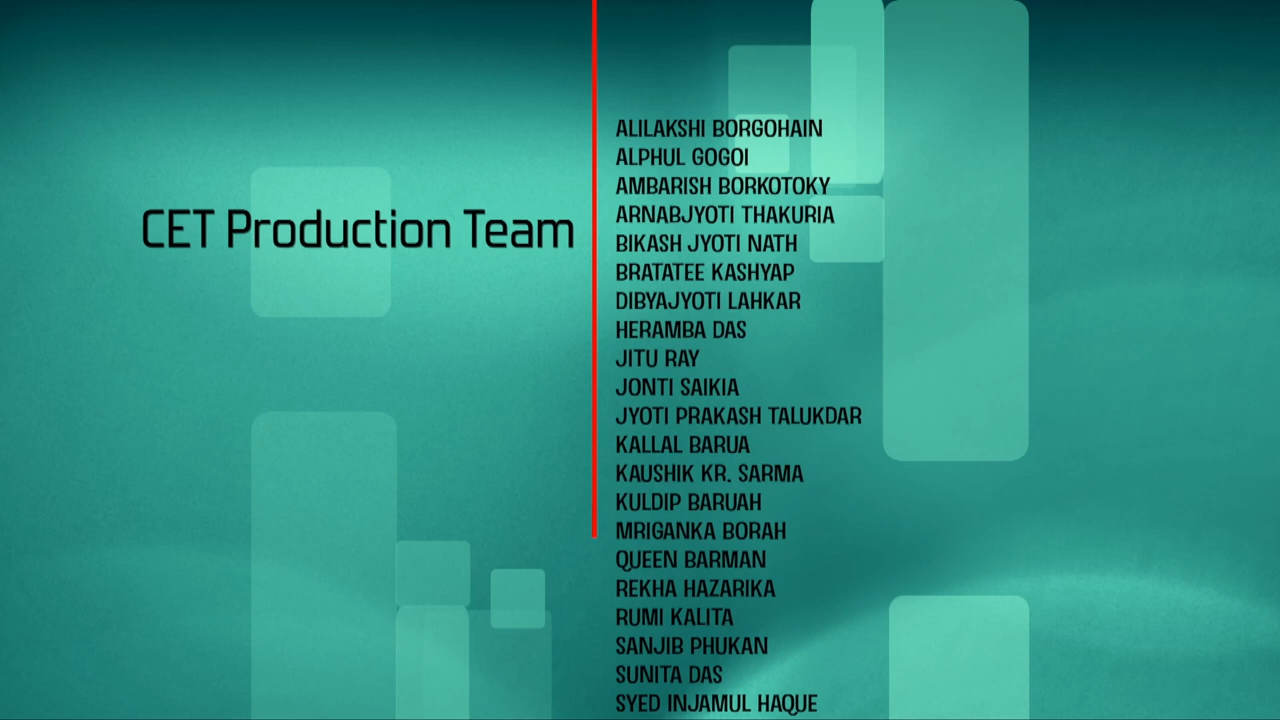 CET Production Team
ALILAKSHI BORGOHAIN
ALPHUL GOGOI
AMBARISH BORKOTOKY
ARNABJYOTI THAKURIA
BIKASH JYOTI NATH
BRATATEE KASHYAP
DIBYAJYOTI LAHKAR
HERAMBA DAS
JITU RAY
JONTI SAIKIA
JYOTI PRAKASH TALUKDAR
KALLAL BARUA
KAUSHIK KR. SARMA
KULDIP BARUAH
MRIGANKA BORAH
QUEEN BARMAN
REKHA HAZARIKA
RUMI KALITA
SANJIB PHUKAN
SUNITA DAS
SYED INJAMUL HAQUE